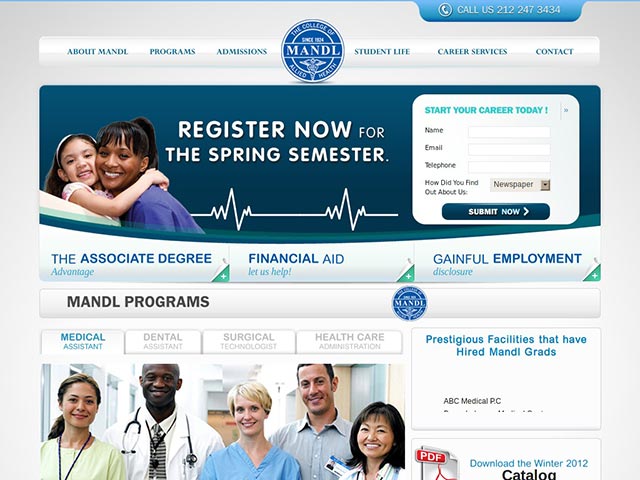 CALL US 212 247 3434
ABOUT MANDL
PROGRAMS
ADMISSIONS
THE COLLEGE OF
SINCE 1924
MANDL
ALLIED HEALTH
STUDENT LIFE
CAREER SERVICES
CONTACT
REGISTER NOW FOR
THE SPRING SEMESTER.
START YOUR CAREER TODAY !
»
Name
Email
Telephone
How Did You Find
Out About Us:
Newspaper
SUBMIT NOW
THE ASSOCIATE DEGREE
Advantage
FINANCIAL AID
let us help!
GAINFUL EMPLOYMENT
disclosure
MANDL PROGRAMS
MANDL
MEDICAL
ASSISTANT
DENTAL
ASSISTANT
SURGICAL
TECHNOLOGIST
HEALTH CARE
ADMINISTRATION
Prestigious Facilities that have
Hired Mandl Grads
ABC Medical P.C
PDF
Download the Winter 2012
Catalog